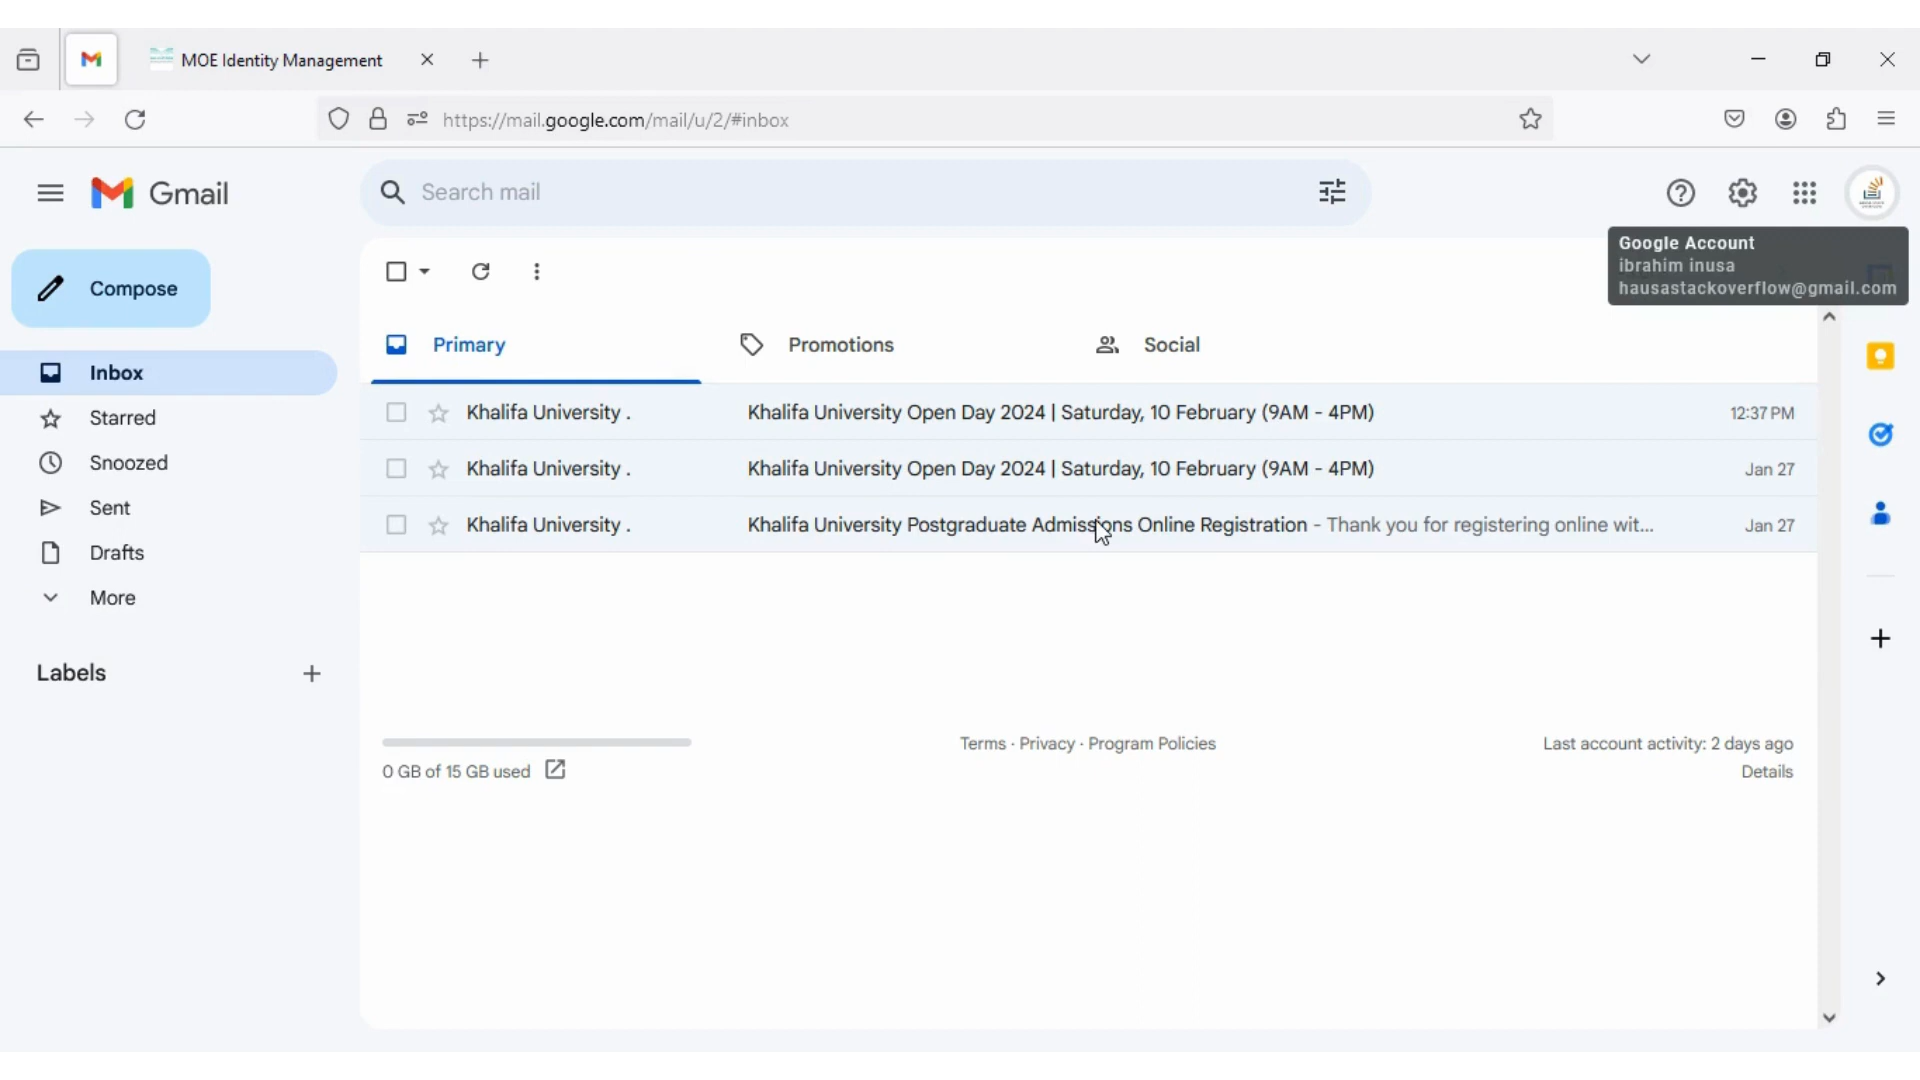 MOE Identity Management
https://mail.google.com/mail/u/2/#inbox
Gmail
Search mail
Google Account
ibrahim inusa
hausastackoverflow@gmail.com
Compose
Primary
Promotions
Social
Inbox
Khalifa University . Khalifa University Open Day 2024 | Saturday, 10 February (9AM - 4PM) 12:37 PM
Starred
Khalifa University . Khalifa University Open Day 2024 | Saturday, 10 February (9AM - 4PM) Jan 27
Snoozed
Khalifa University . Khalifa University Postgraduate Admissions Online Registration - Thank you for registering online wit... Jan 27
Sent
Drafts
More
Labels
Terms · Privacy · Program Policies
Last account activity: 2 days ago
0 GB of 15 GB used
Details